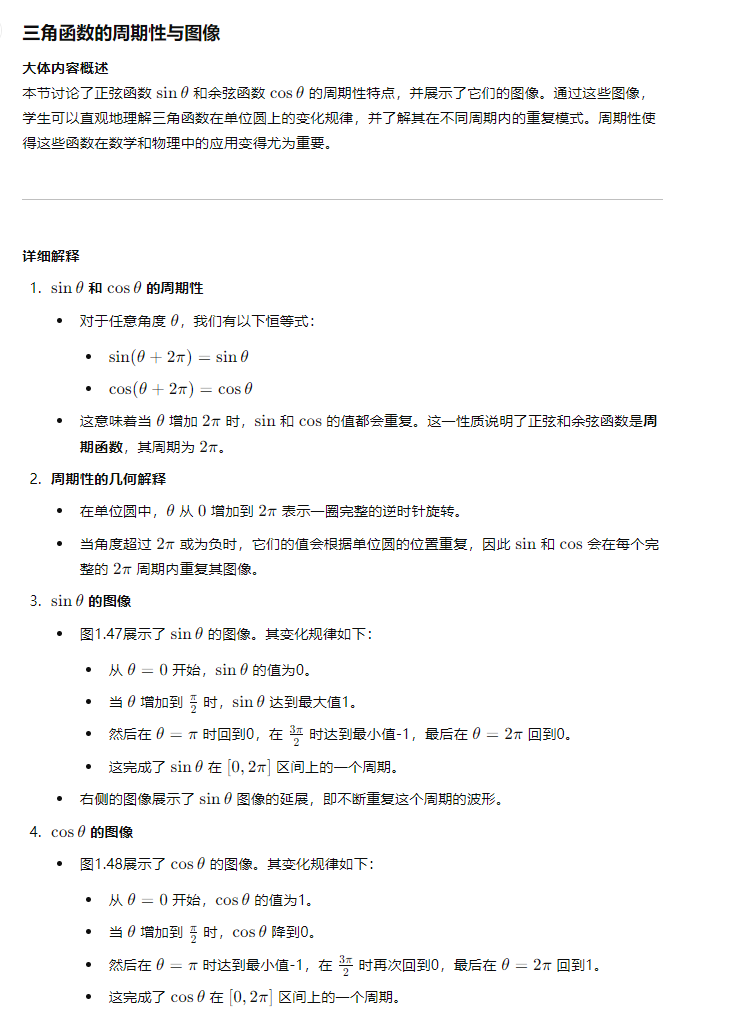 三角函数的周期性与图像
大体内容概述
本节讨论了正弦函数 sin θ 和余弦函数 cos θ 的周期性特点，并展示了它们的图像。通过这些图像，
学生可以直观地理解三角函数在单位圆上的变化规律，并了解其在不同周期内的重复模式。周期性使
得这些函数在数学和物理中的应用变得尤为重要。
详细解释
1. sin θ 和 cos θ 的周期性
• 对于任意角度 θ，我们有以下恒等式：
• sin(θ + 2π) = sin θ
• cos(θ + 2π) = cos θ
• 这意味着当 θ 增加 2π 时，sin 和 cos 的值都会重复。这一性质说明了正弦和余弦函数是周
期函数，其周期为 2π。
2. 周期性的几何解释
• 在单位圆中，θ 从 0 增加到 2π 表示一圈完整的逆时针旋转。
• 当角度超过 2π 或为负时，它们的值会根据单位圆的位置重复，因此 sin 和 cos 会在每个完
整的 2π 周期内重复其图像。
3. sin θ 的图像
• 图1.47展示了 sin θ 的图像。其变化规律如下：
• 从 θ = 0 开始，sin θ 的值为0。
• 当 θ 增加到 π/2 时，sin θ 达到最大值1。
• 然后在 θ = π 时回到0，在 3π/2 时达到最小值-1，最后在 θ = 2π 回到0。
• 这完成了 sin θ 在 [0, 2π] 区间上的一个周期。
• 右侧的图像展示了 sin θ 图像的延展，即不断重复这个周期的波形。
4. cos θ 的图像
• 图1.48展示了 cos θ 的图像。其变化规律如下：
• 从 θ = 0 开始，cos θ 的值为1。
• 当 θ 增加到 π/2 时，cos θ 降到0。
• 然后在 θ = π 时达到最小值-1，在 3π/2 时再次回到0，最后在 θ = 2π 回到1。
• 这完成了 cos θ 在 [0, 2π] 区间上的一个周期。